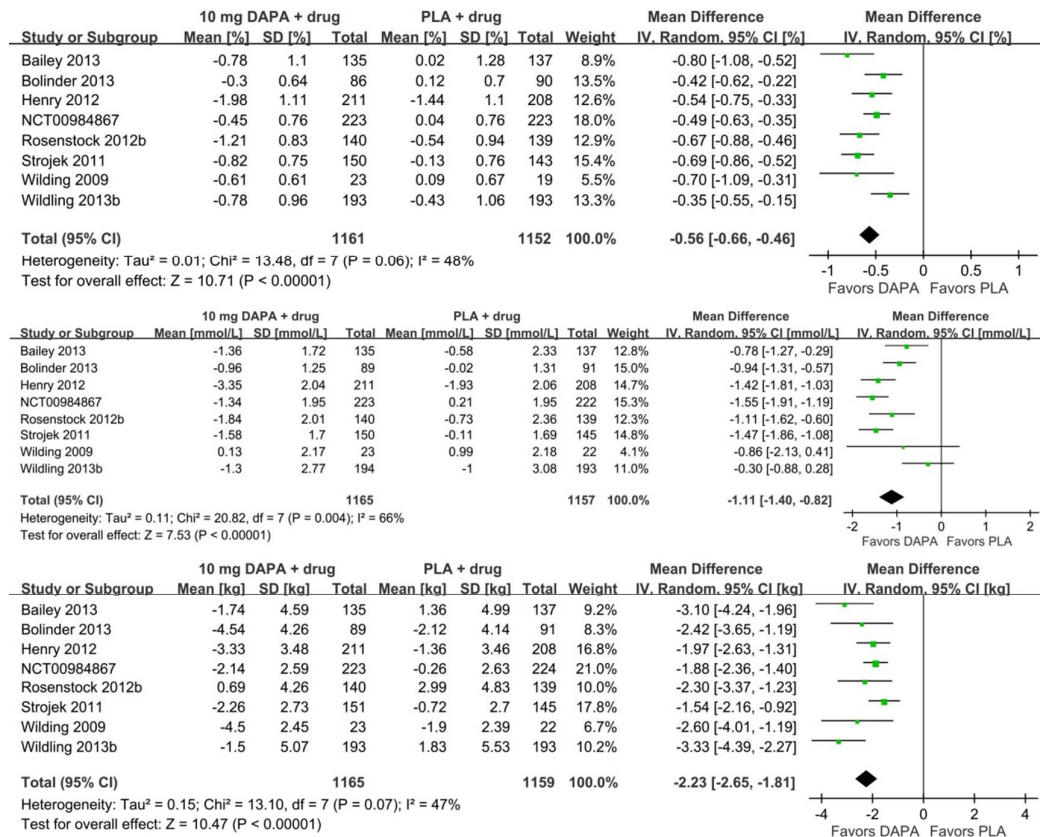 10 mg DAPA + drug PLA + drug Mean Difference Mean Difference
Study or Subgroup Mean [%] SD [%] Total Mean [%] SD [%] Total Weight IV, Random, 95% CI [%] IV, Random, 95% CI [%]
Bailey 2013 -0.78 1.1 135 0.02 1.28 137 8.9% -0.80 [-1.08, -0.52]
Bolinder 2013 -0.3 0.64 86 0.12 0.7 90 13.5% -0.42 [-0.62, -0.22]
Henry 2012 -1.98 1.11 211 -1.44 1.1 208 12.6% -0.54 [-0.75, -0.33]
NCT00984867 -0.45 0.76 223 0.04 0.76 223 18.0% -0.49 [-0.63, -0.35]
Rosenstock 2012b -1.21 0.83 140 -0.54 0.94 139 12.9% -0.67 [-0.88, -0.46]
Strojek 2011 -0.82 0.75 150 -0.13 0.76 143 15.4% -0.69 [-0.86, -0.52]
Wilding 2009 -0.61 0.61 23 0.09 0.67 19 5.5% -0.70 [-1.09, -0.31]
Wildling 2013b -0.78 0.96 193 -0.43 1.06 193 13.3% -0.35 [-0.55, -0.15]
Total (95% CI) 1161 1152 100.0% -0.56 [-0.66, -0.46]
Heterogeneity: Tau² = 0.01; Chi² = 13.48, df = 7 (P = 0.06); I² = 48%
Test for overall effect: Z = 10.71 (P < 0.00001)
-1 -0.5 0 0.5 1
Favors DAPA Favors PLA
10 mg DAPA + drug PLA + drug Mean Difference Mean Difference
Study or Subgroup Mean [mmol/L] SD [mmol/L] Total Mean [mmol/L] SD [mmol/L] Total Weight IV, Random, 95% CI [mmol/L] IV, Random, 95% CI [mmol/L]
Bailey 2013 -1.36 1.72 135 -0.58 2.33 137 12.8% -0.78 [-1.27, -0.29]
Bolinder 2013 -0.96 1.25 89 -0.02 1.31 91 15.0% -0.94 [-1.31, -0.57]
Henry 2012 -3.35 2.04 211 -1.93 2.06 208 14.7% -1.42 [-1.81, -1.03]
NCT00984867 -1.34 1.95 223 0.21 1.95 222 15.3% -1.55 [-1.91, -1.19]
Rosenstock 2012b -1.84 2.01 140 -0.73 2.36 139 12.3% -1.11 [-1.62, -0.60]
Strojek 2011 -1.58 1.7 150 -0.11 1.69 145 14.8% -1.47 [-1.86, -1.08]
Wilding 2009 0.13 2.17 23 0.99 2.18 22 4.1% -0.86 [-2.13, 0.41]
Wildling 2013b -1.3 2.77 194 -1 3.08 193 11.0% -0.30 [-0.88, 0.28]
Total (95% CI) 1165 1157 100.0% -1.11 [-1.40, -0.82]
Heterogeneity: Tau² = 0.11; Chi² = 20.82, df = 7 (P = 0.004); I² = 66%
Test for overall effect: Z = 7.53 (P < 0.00001)
-2 -1 0 1 2
Favors DAPA Favors PLA
10 mg DAPA + drug PLA + drug Mean Difference Mean Difference
Study or Subgroup Mean [kg] SD [kg] Total Mean [kg] SD [kg] Total Weight IV, Random, 95% CI [kg] IV, Random, 95% CI [kg]
Bailey 2013 -1.74 4.59 135 1.36 4.99 137 9.2% -3.10 [-4.24, -1.96]
Bolinder 2013 -4.54 4.26 89 -2.12 4.14 91 8.3% -2.42 [-3.65, -1.19]
Henry 2012 -3.33 3.48 211 -1.36 3.46 208 16.8% -1.97 [-2.63, -1.31]
NCT00984867 -2.14 2.59 223 -0.26 2.63 224 21.0% -1.88 [-2.36, -1.40]
Rosenstock 2012b 0.69 4.26 140 2.99 4.83 139 10.0% -2.30 [-3.37, -1.23]
Strojek 2011 -2.26 2.73 151 -0.72 2.7 145 17.8% -1.54 [-2.16, -0.92]
Wilding 2009 -4.5 2.45 23 -1.9 2.39 22 6.7% -2.60 [-4.01, -1.19]
Wildling 2013b -1.5 5.07 193 1.83 5.53 193 10.2% -3.33 [-4.39, -2.27]
Total (95% CI) 1165 1159 100.0% -2.23 [-2.65, -1.81]
Heterogeneity: Tau² = 0.15; Chi² = 13.10, df = 7 (P = 0.07); I² = 47%
Test for overall effect: Z = 10.47 (P < 0.00001)
-4 -2 0 2 4
Favors DAPA Favors PLA